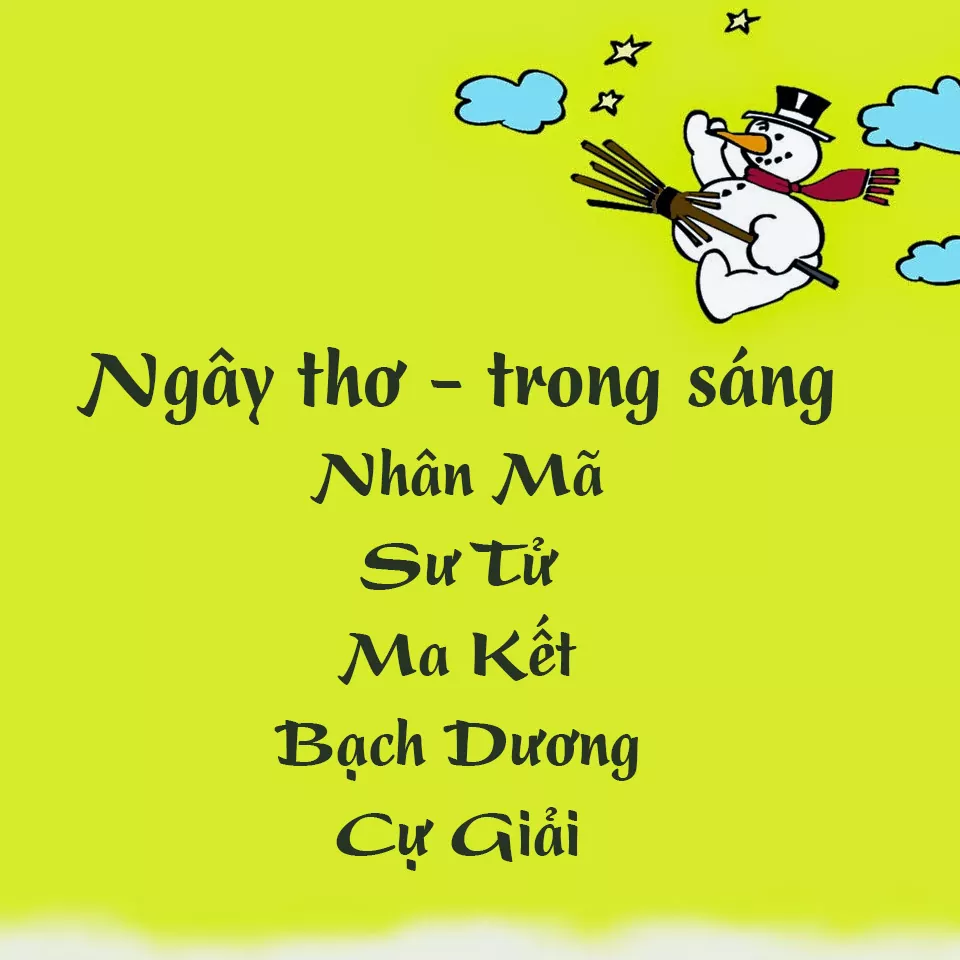 Ngây thơ - trong sáng
Nhân Mã
Sư Tử
Ma Kết
Bạch Dương
Cự Giải